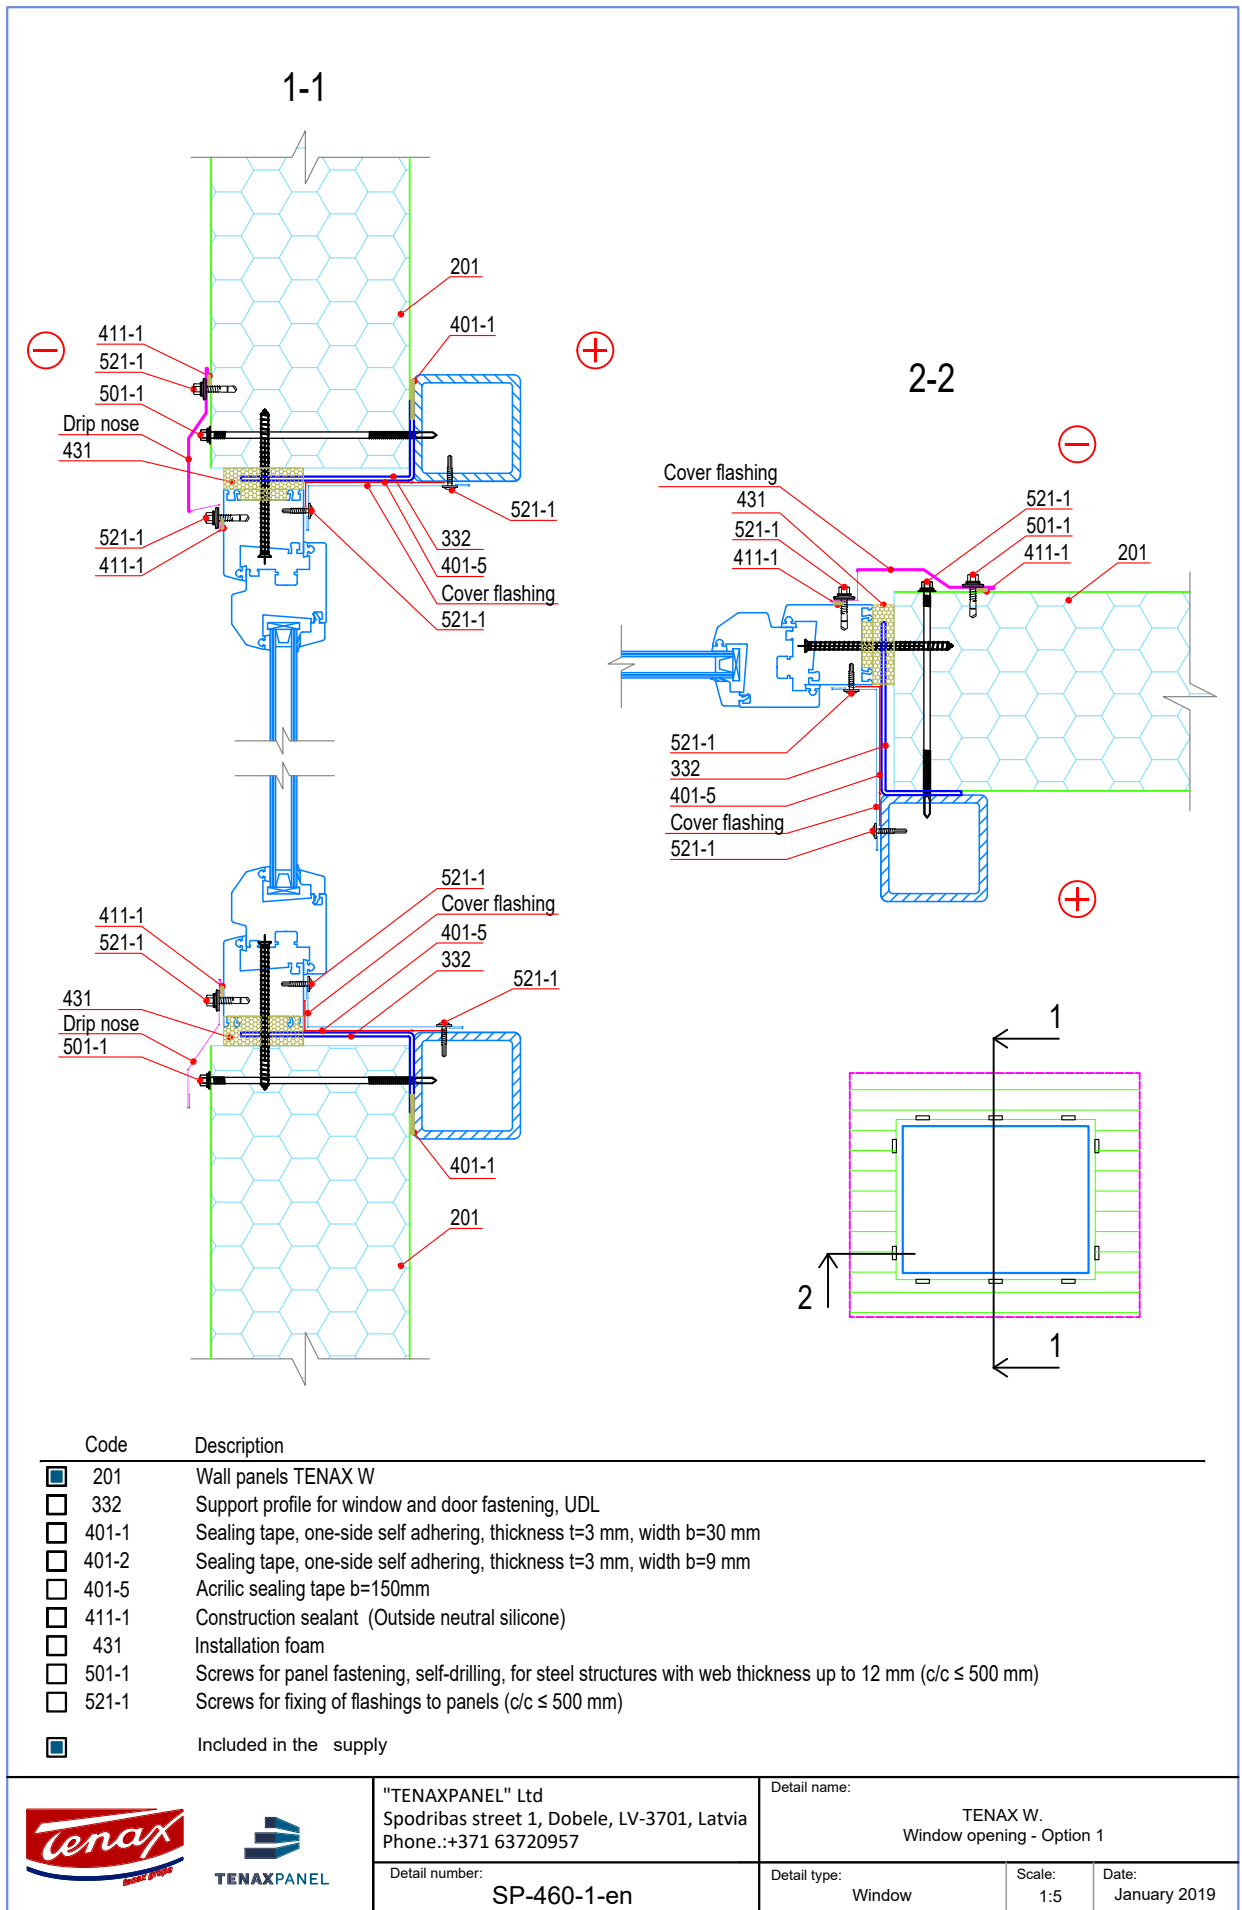 1-1
201
401-1
411-1
521-1
501-1
Drip nose
431
521-1
411-1
521-1
332
401-5
Cover flashing
521-1
2-2
Cover flashing
431
521-1
411-1
521-1
501-1
411-1
201
521-1
332
401-5
Cover flashing
521-1
521-1
Cover flashing
401-5
332
521-1
411-1
521-1
431
Drip nose
501-1
401-1
201
1
2
1
Code Description
201 Wall panels TENAX W
332 Support profile for window and door fastening, UDL
401-1 Sealing tape, one-side self adhering, thickness t=3 mm, width b=30 mm
401-2 Sealing tape, one-side self adhering, thickness t=3 mm, width b=9 mm
401-5 Acrilic sealing tape b=150mm
411-1 Construction sealant (Outside neutral silicone)
431 Installation foam
501-1 Screws for panel fastening, self-drilling, for steel structures with web thickness up to 12 mm (c/c ≤ 500 mm)
521-1 Screws for fixing of flashings to panels (c/c ≤ 500 mm)
Included in the supply
Tenax
tenax grupa
TENAXPANEL
"TENAXPANEL" Ltd
Spodribas street 1, Dobele, LV-3701, Latvia
Phone.:+371 63720957
Detail number:
SP-460-1-en
Detail name:
TENAX W.
Window opening - Option 1
Detail type:
Window
Scale:
1:5
Date:
January 2019